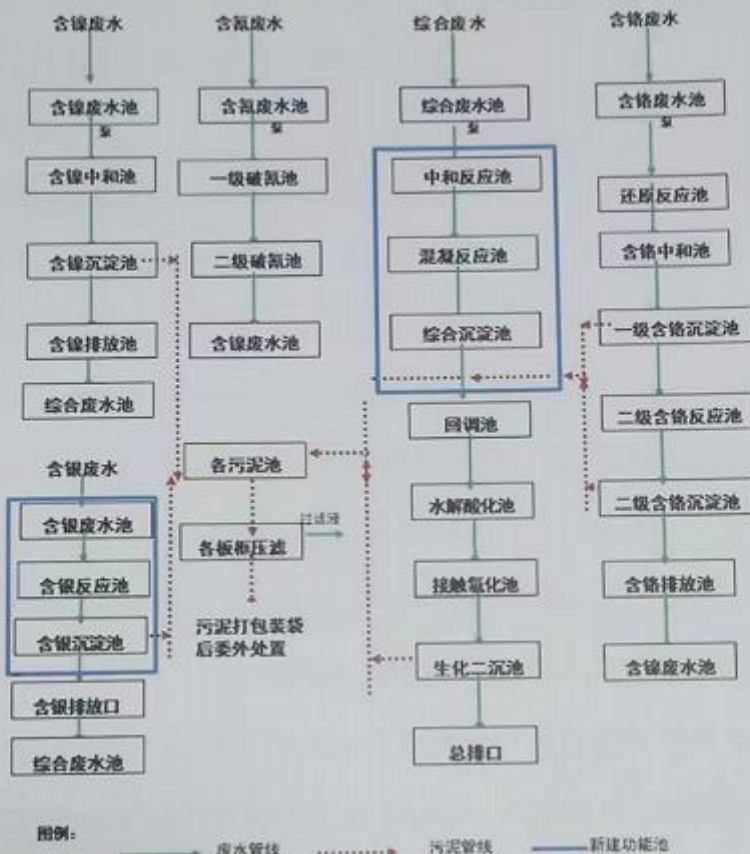 含镍废水
含镍废水池
泵
含镍中和池
含镍沉淀池
含镍排放池
综合废水池
含氰废水
含氰废水池
泵
一级破氰池
二级破氰池
含镍废水池
综合废水
综合废水池
泵
中和反应池
混凝反应池
综合沉淀池
回调池
水解酸化池
接触氧化池
生化二沉池
总排口
含铬废水
含铬废水池
泵
还原反应池
含铬中和池
一级含铬沉淀池
二级含铬反应池
二级含铬沉淀池
含铬排放池
含镍废水池
含银废水
含银废水池
含银反应池
含银沉淀池
含银排放口
综合废水池
各污泥池
过滤液
各板框压滤
污泥打包装袋
后委外处置
图例：
废水管线
污泥管线
新建功能池